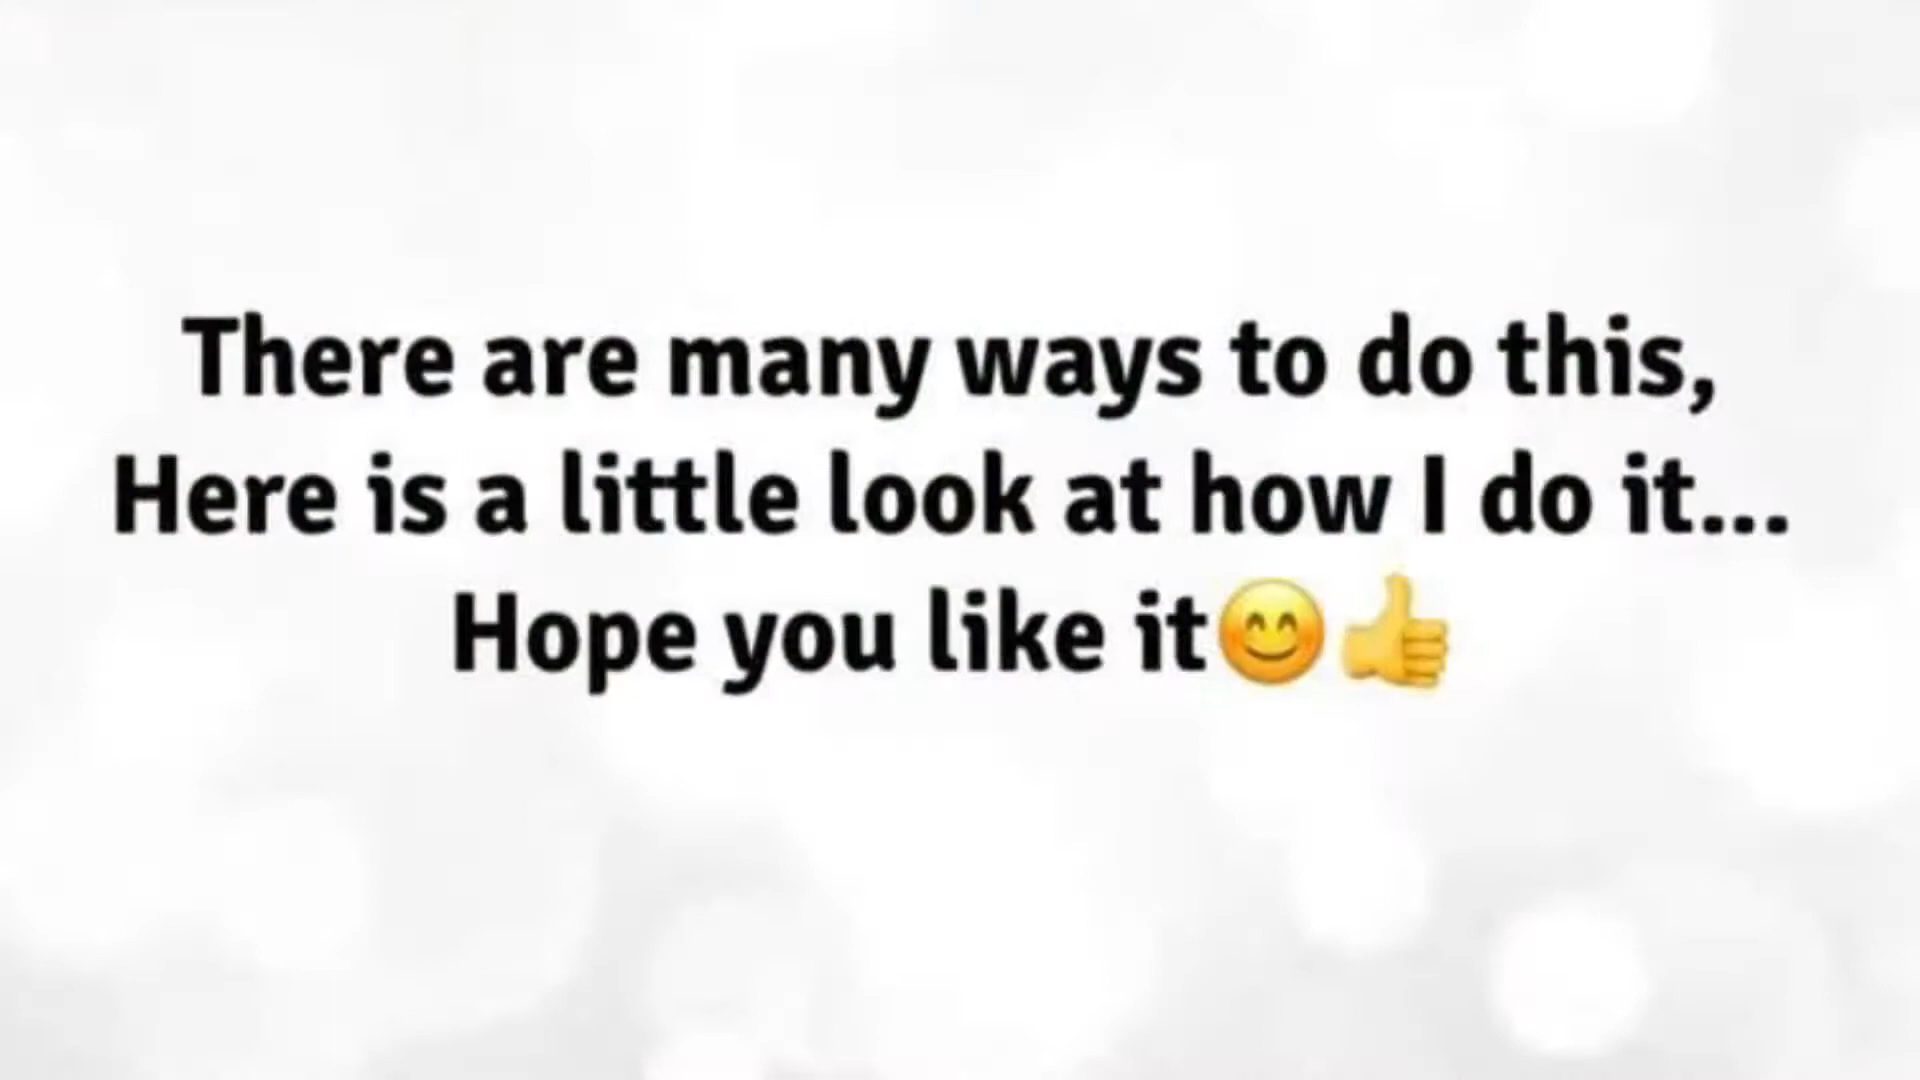 There are many ways to do this,
Here is a little look at how I do it...
Hope you like it😊👍